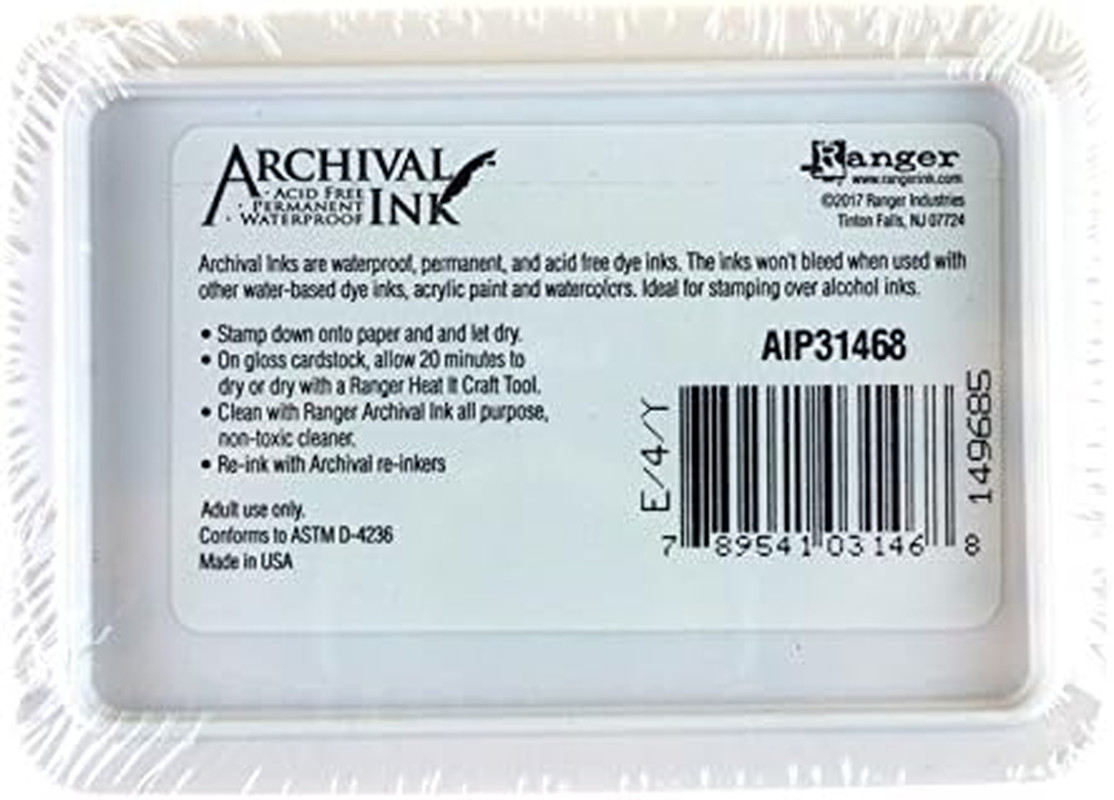 ARCHIVAL
· ACID FREE
· PERMANENT
· WATERPROOF
INK
Ranger
www.rangerink.com
©2017 Ranger Industries
Tinton Falls, NJ 07724
Archival Inks are waterproof, permanent, and acid free dye inks. The inks won't bleed when used with
other water-based dye inks, acrylic paint and watercolors. Ideal for stamping over alcohol inks.
• Stamp down onto paper and and let dry.
• On gloss cardstock, allow 20 minutes to
dry or dry with a Ranger Heat It Craft Tool.
• Clean with Ranger Archival Ink all purpose,
non-toxic cleaner.
• Re-ink with Archival re-inkers
Adult use only.
Conforms to ASTM D-4236
Made in USA
AIP31468
E/4/Y
149685
7 89541 03146 8